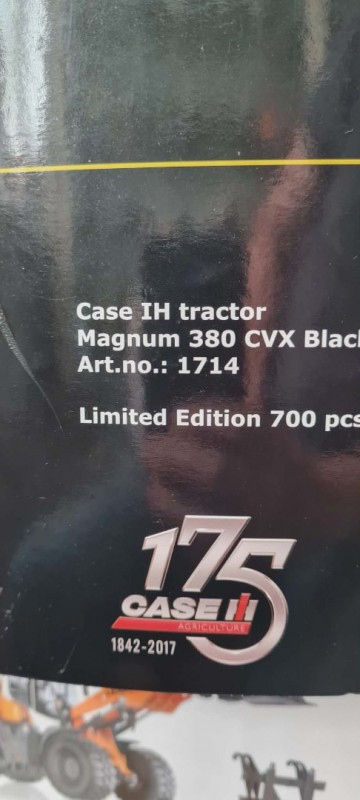 Case IH tractor
Magnum 380 CVX Black
Art.no.: 1714
Limited Edition 700 pcs
175
CASE IH
AGRICULTURE
1842-2017